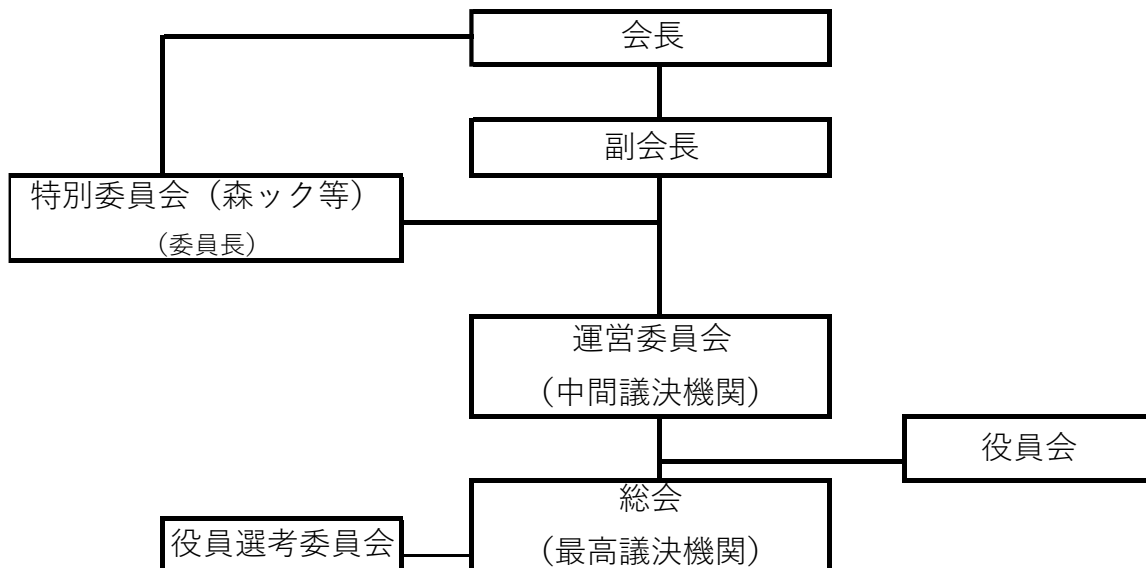 会長
副会長
特別委員会（森ック等）
（委員長）
運営委員会
（中間議決機関）
役員会
総会
（最高議決機関）
役員選考委員会